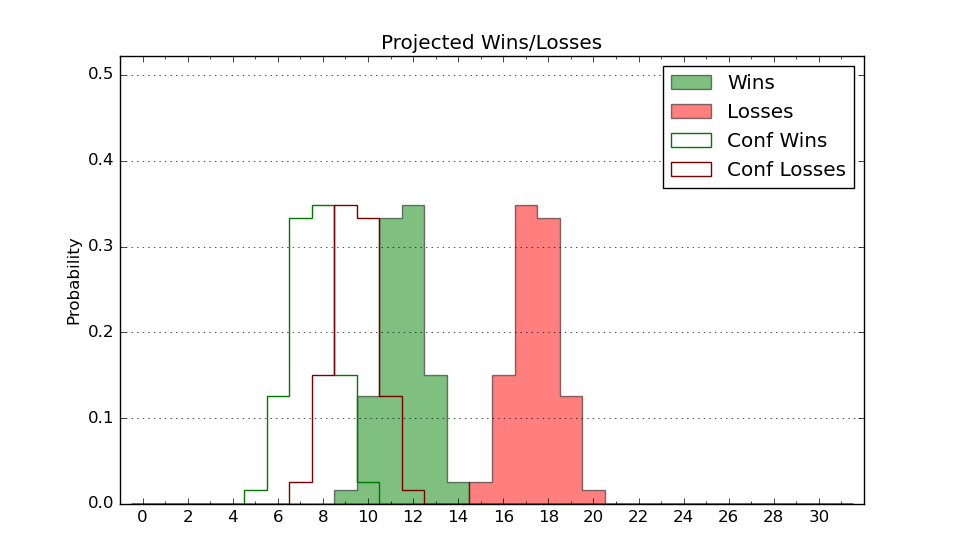 Projected Wins/Losses
Probability
0.5
0.4
0.3
0.2
0.1
0.0
0 2 4 6 8 10 12 14 16 18 20 22 24 26 28 30
Wins
Losses
Conf Wins
Conf Losses